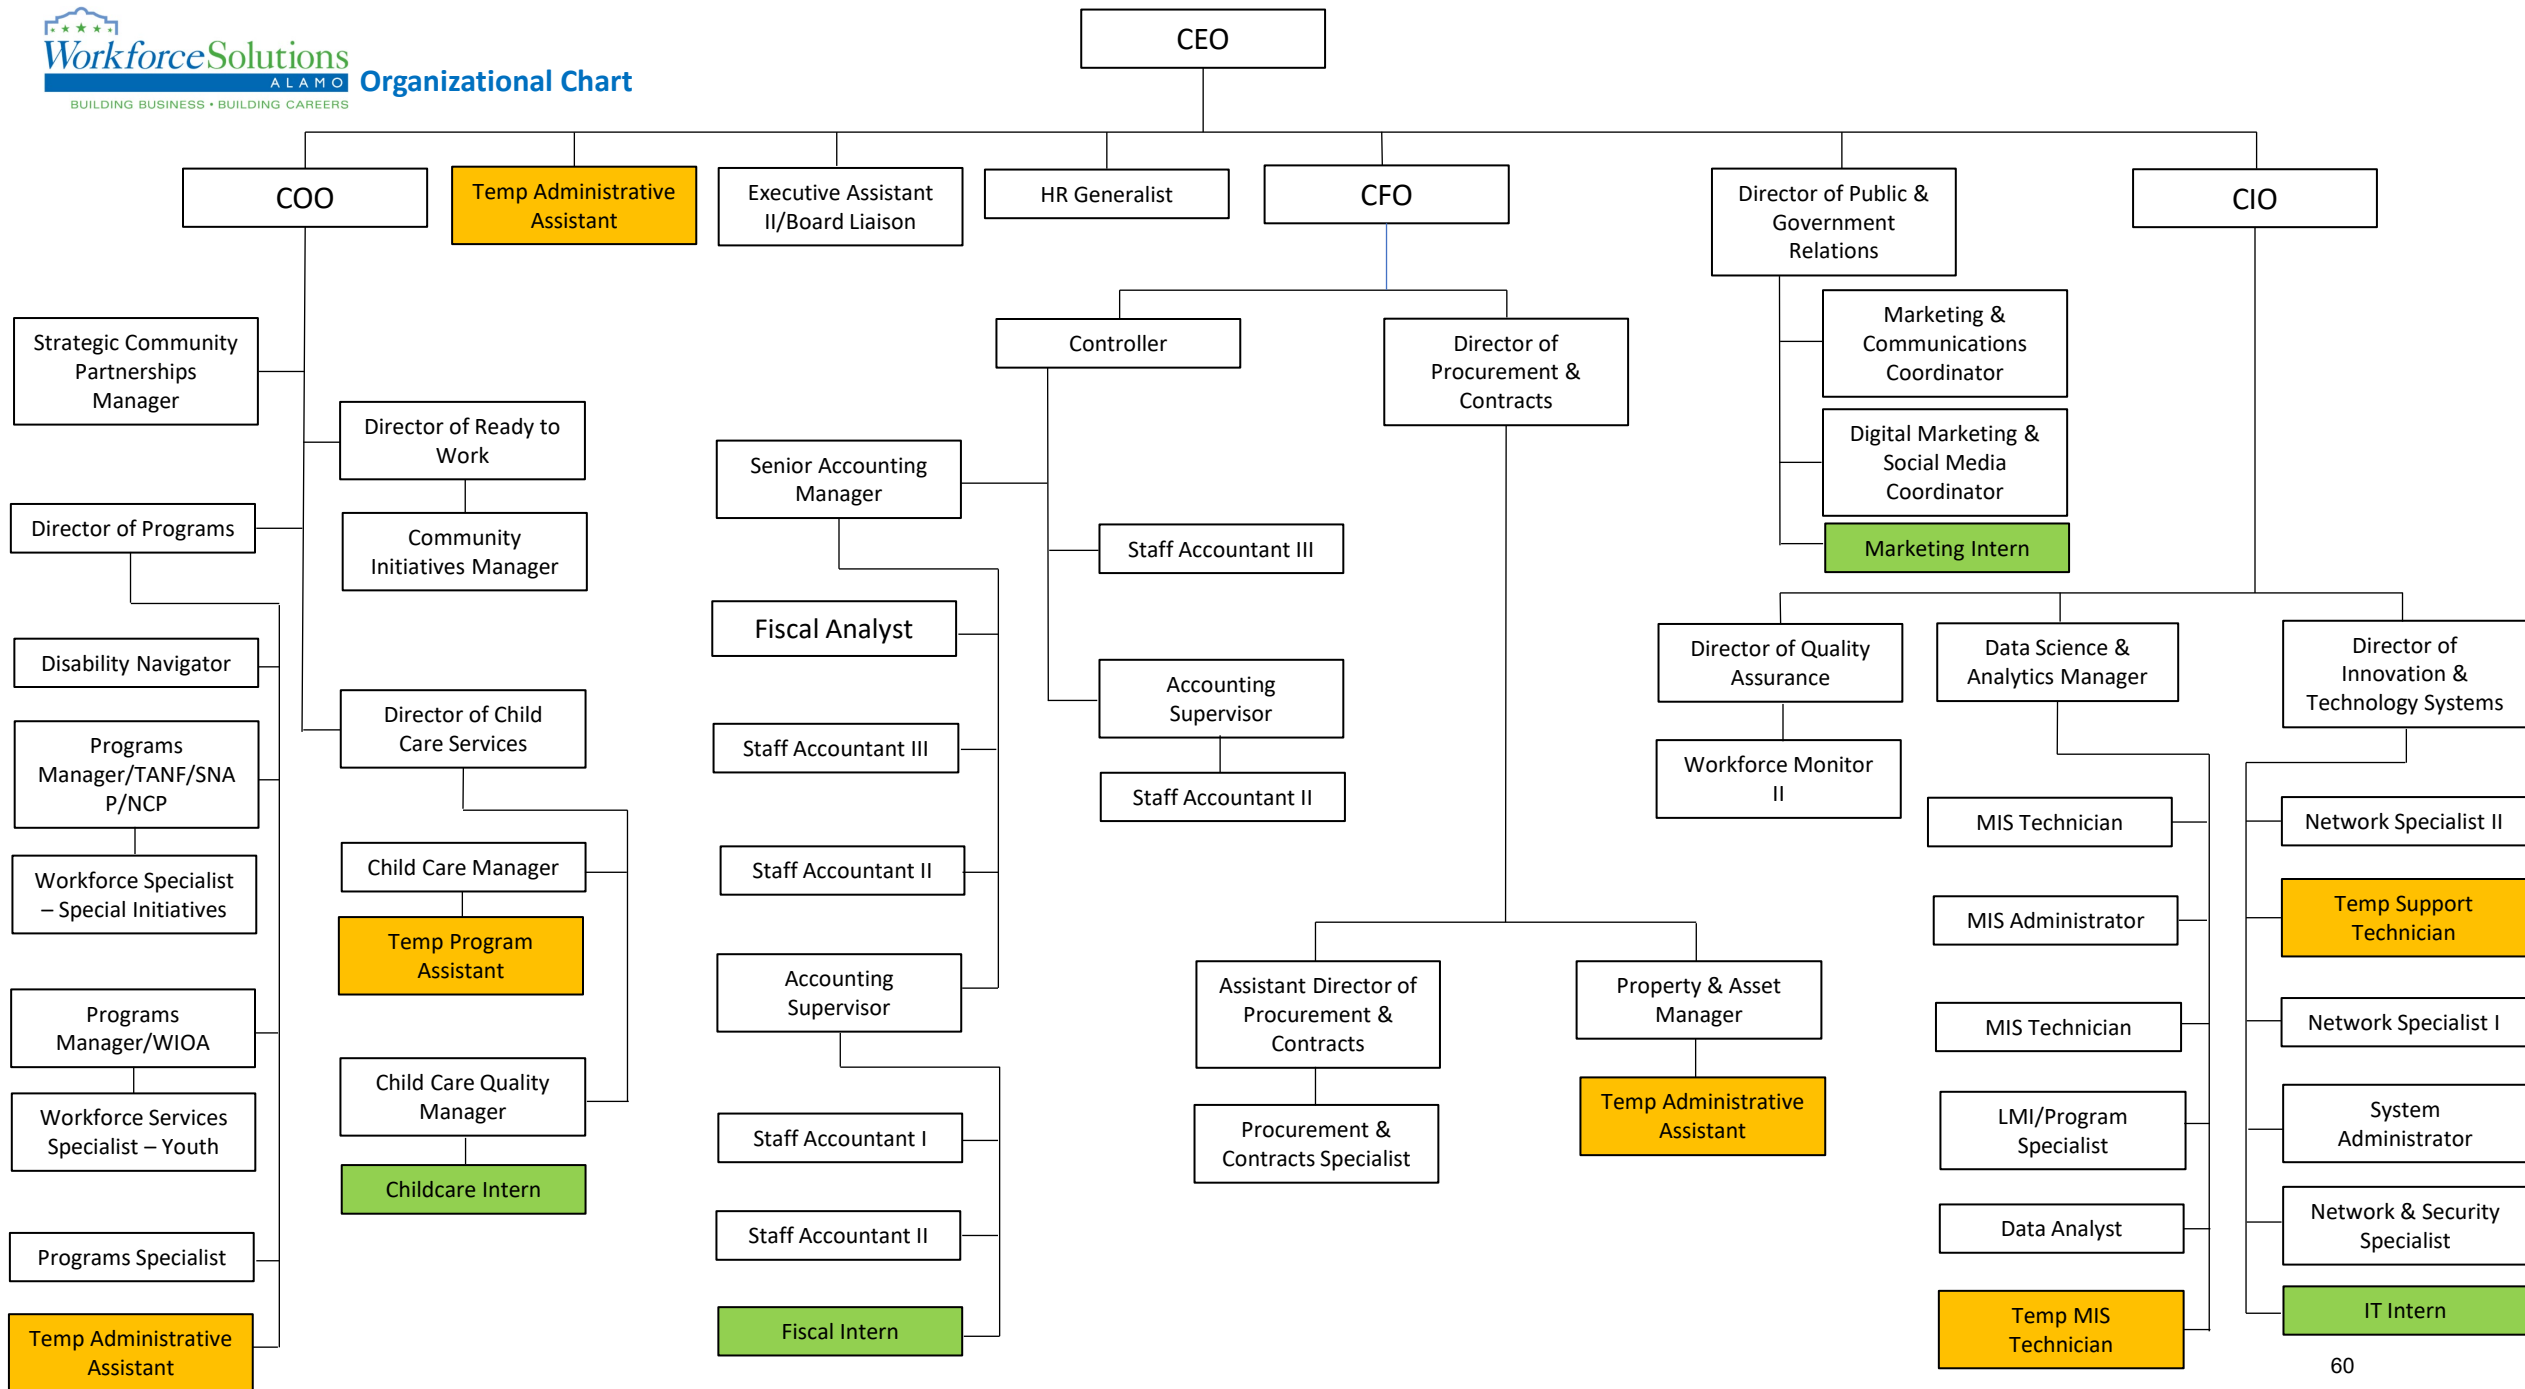 WorkforceSolutions
ALAMO
BUILDING BUSINESS • BUILDING CAREERS
Organizational Chart
CEO
COO
Temp Administrative
Assistant
Executive Assistant
II/Board Liaison
HR Generalist
CFO
Director of Public &
Government
Relations
CIO
Strategic Community
Partnerships
Manager
Director of Ready to
Work
Community
Initiatives Manager
Director of Programs
Disability Navigator
Programs
Manager/TANF/SNA
P/NCP
Workforce Specialist
– Special Initiatives
Programs
Manager/WIOA
Workforce Services
Specialist – Youth
Programs Specialist
Temp Administrative
Assistant
Director of Child
Care Services
Child Care Manager
Temp Program
Assistant
Child Care Quality
Manager
Childcare Intern
Controller
Director of
Procurement &
Contracts
Senior Accounting
Manager
Staff Accountant III
Fiscal Analyst
Accounting
Supervisor
Staff Accountant II
Staff Accountant III
Staff Accountant II
Accounting
Supervisor
Staff Accountant I
Staff Accountant II
Fiscal Intern
Assistant Director of
Procurement &
Contracts
Procurement &
Contracts Specialist
Property & Asset
Manager
Temp Administrative
Assistant
Marketing &
Communications
Coordinator
Digital Marketing &
Social Media
Coordinator
Marketing Intern
Director of Quality
Assurance
Workforce Monitor
II
Data Science &
Analytics Manager
MIS Technician
MIS Administrator
MIS Technician
LMI/Program
Specialist
Data Analyst
Temp MIS
Technician
Director of
Innovation &
Technology Systems
Network Specialist II
Temp Support
Technician
Network Specialist I
System
Administrator
Network & Security
Specialist
IT Intern
60